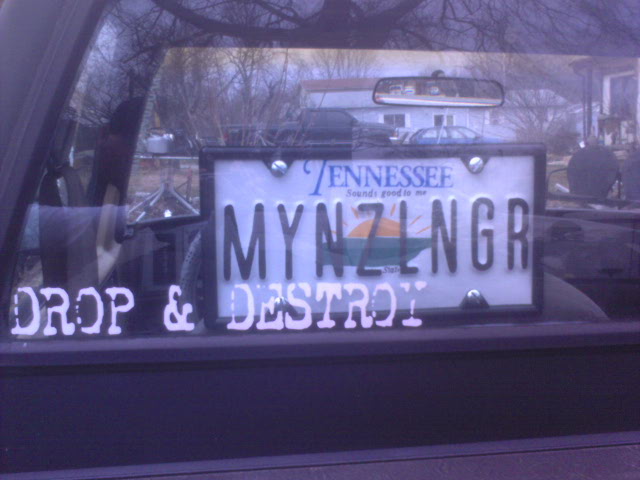 TENNESSEE
Sounds good to me
MYNZLNGR
DROP & DESTROY